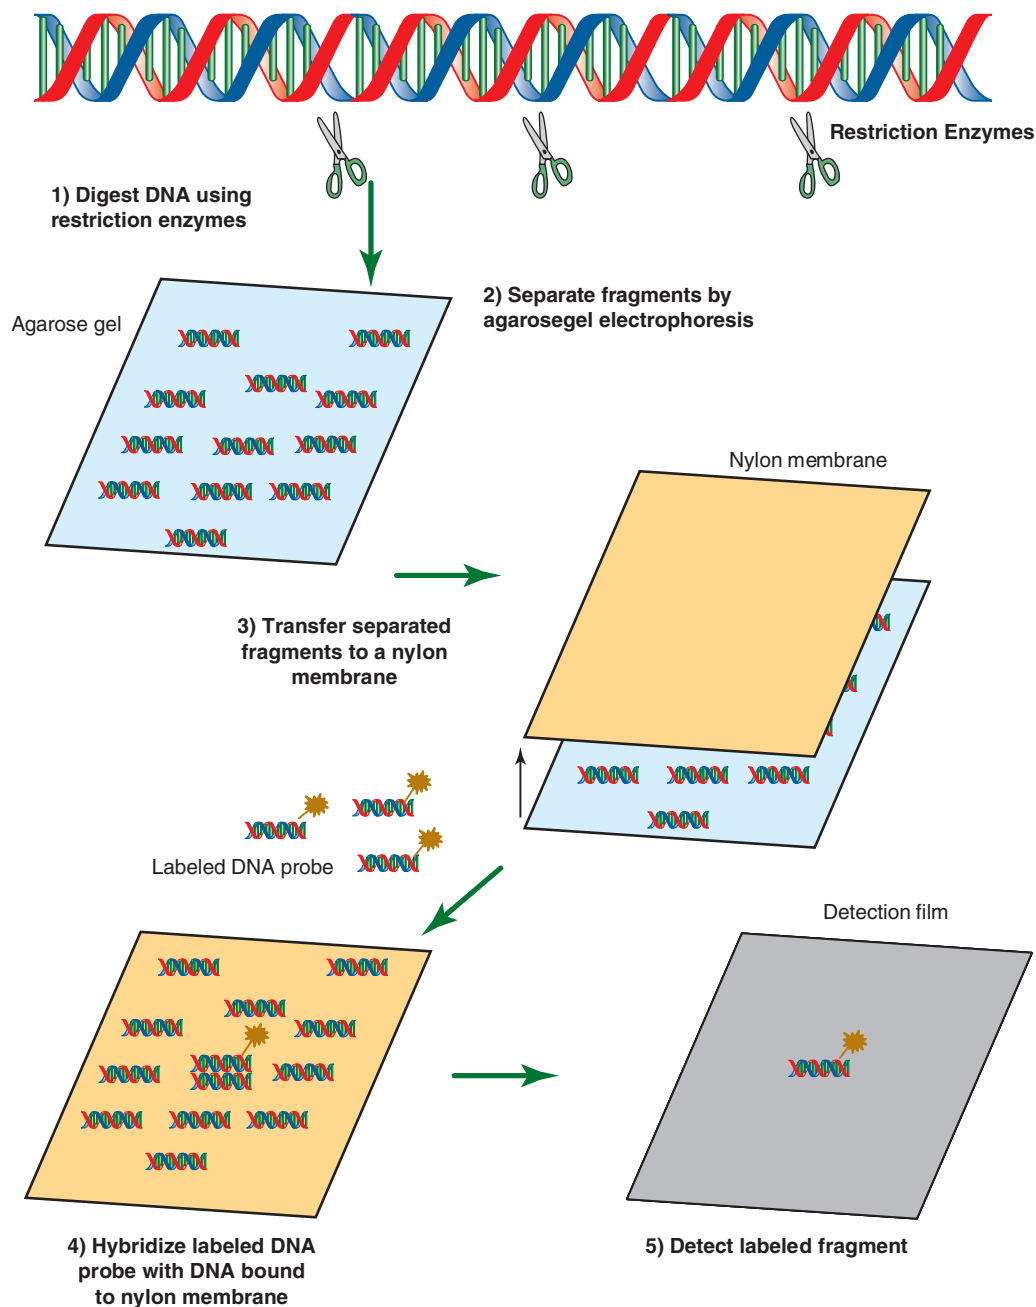 Restriction Enzymes
1) Digest DNA using
restriction enzymes
2) Separate fragments by
agarosegel electrophoresis
Agarose gel
Nylon membrane
3) Transfer separated
fragments to a nylon
membrane
Labeled DNA probe
Detection film
4) Hybridize labeled DNA
probe with DNA bound
to nylon membrane
5) Detect labeled fragment